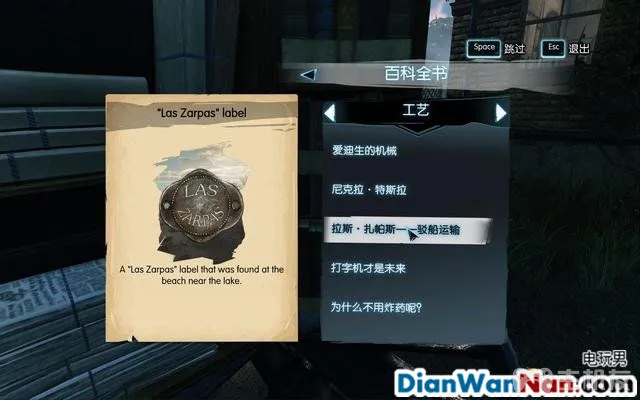 Space 跳过 Esc 退出
百科全书
工艺
"Las Zarpas" label
LAS
ZARPAS
A "Las Zarpas" label that was found at the
beach near the lake.
爱迪生的机械
尼克拉·特斯拉
拉斯·扎帕斯——驳船运输
打字机才是未来
为什么不用炸药呢?
电玩男
DianWanNan.com